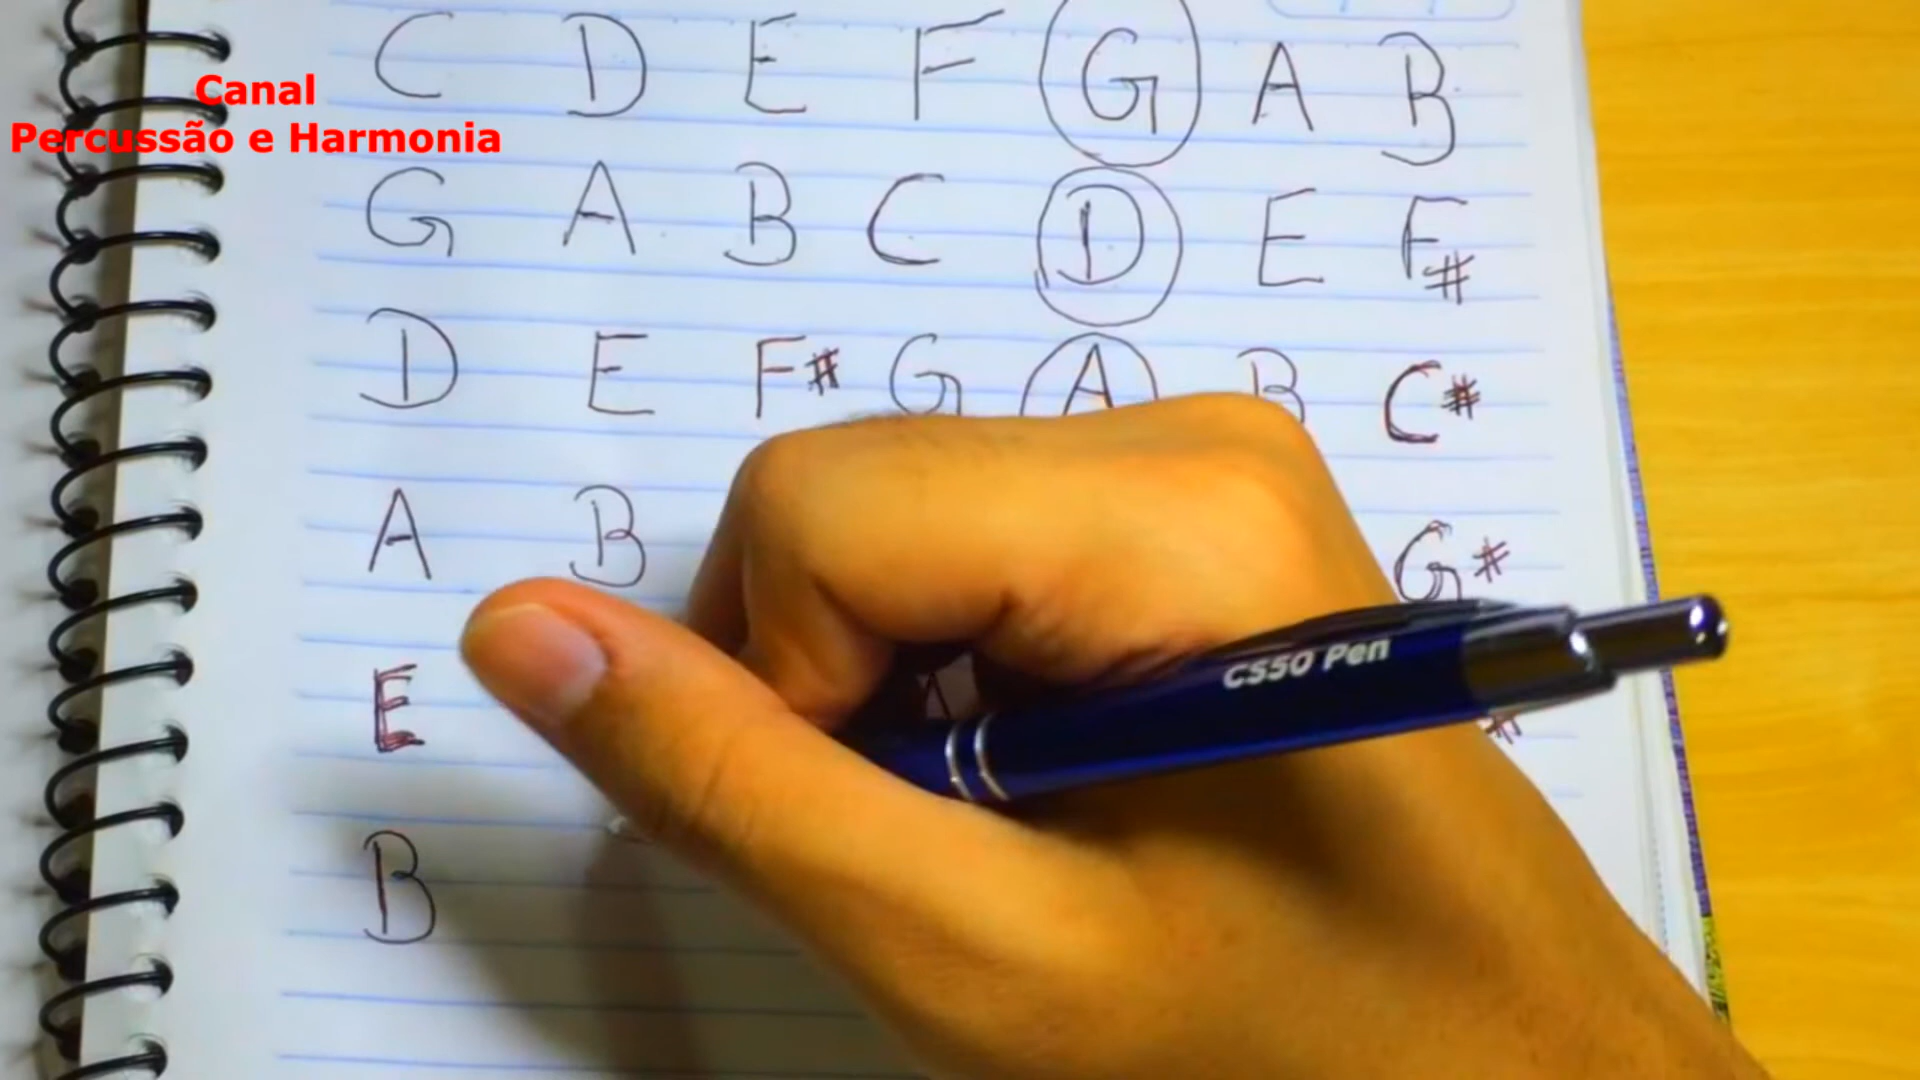 Canal
Percussão e Harmonia
C D E F G A B
G A B C D E F#
D E F# G A B C#
A B G#
E #
B
CS50 Pen